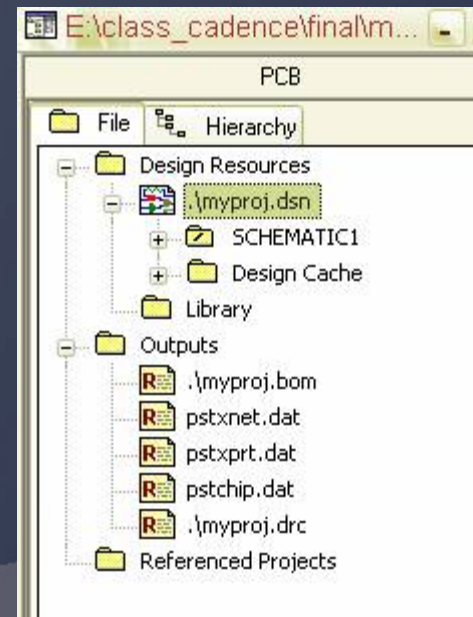 E:\class_cadence\final\m...
PCB
File Hierarchy
Design Resources
.\myproj.dsn
SCHEMATIC1
Design Cache
Library
Outputs
.\myproj.bom
pstxnet.dat
pstxprt.dat
pstchip.dat
.\myproj.drc
Referenced Projects